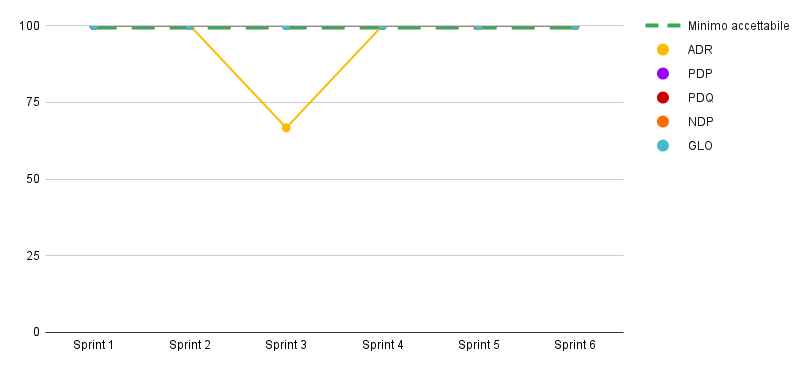 100
75
50
25
0
Sprint 1
Sprint 2
Sprint 3
Sprint 4
Sprint 5
Sprint 6
Minimo accettabile
ADR
PDP
PDQ
NDP
GLO